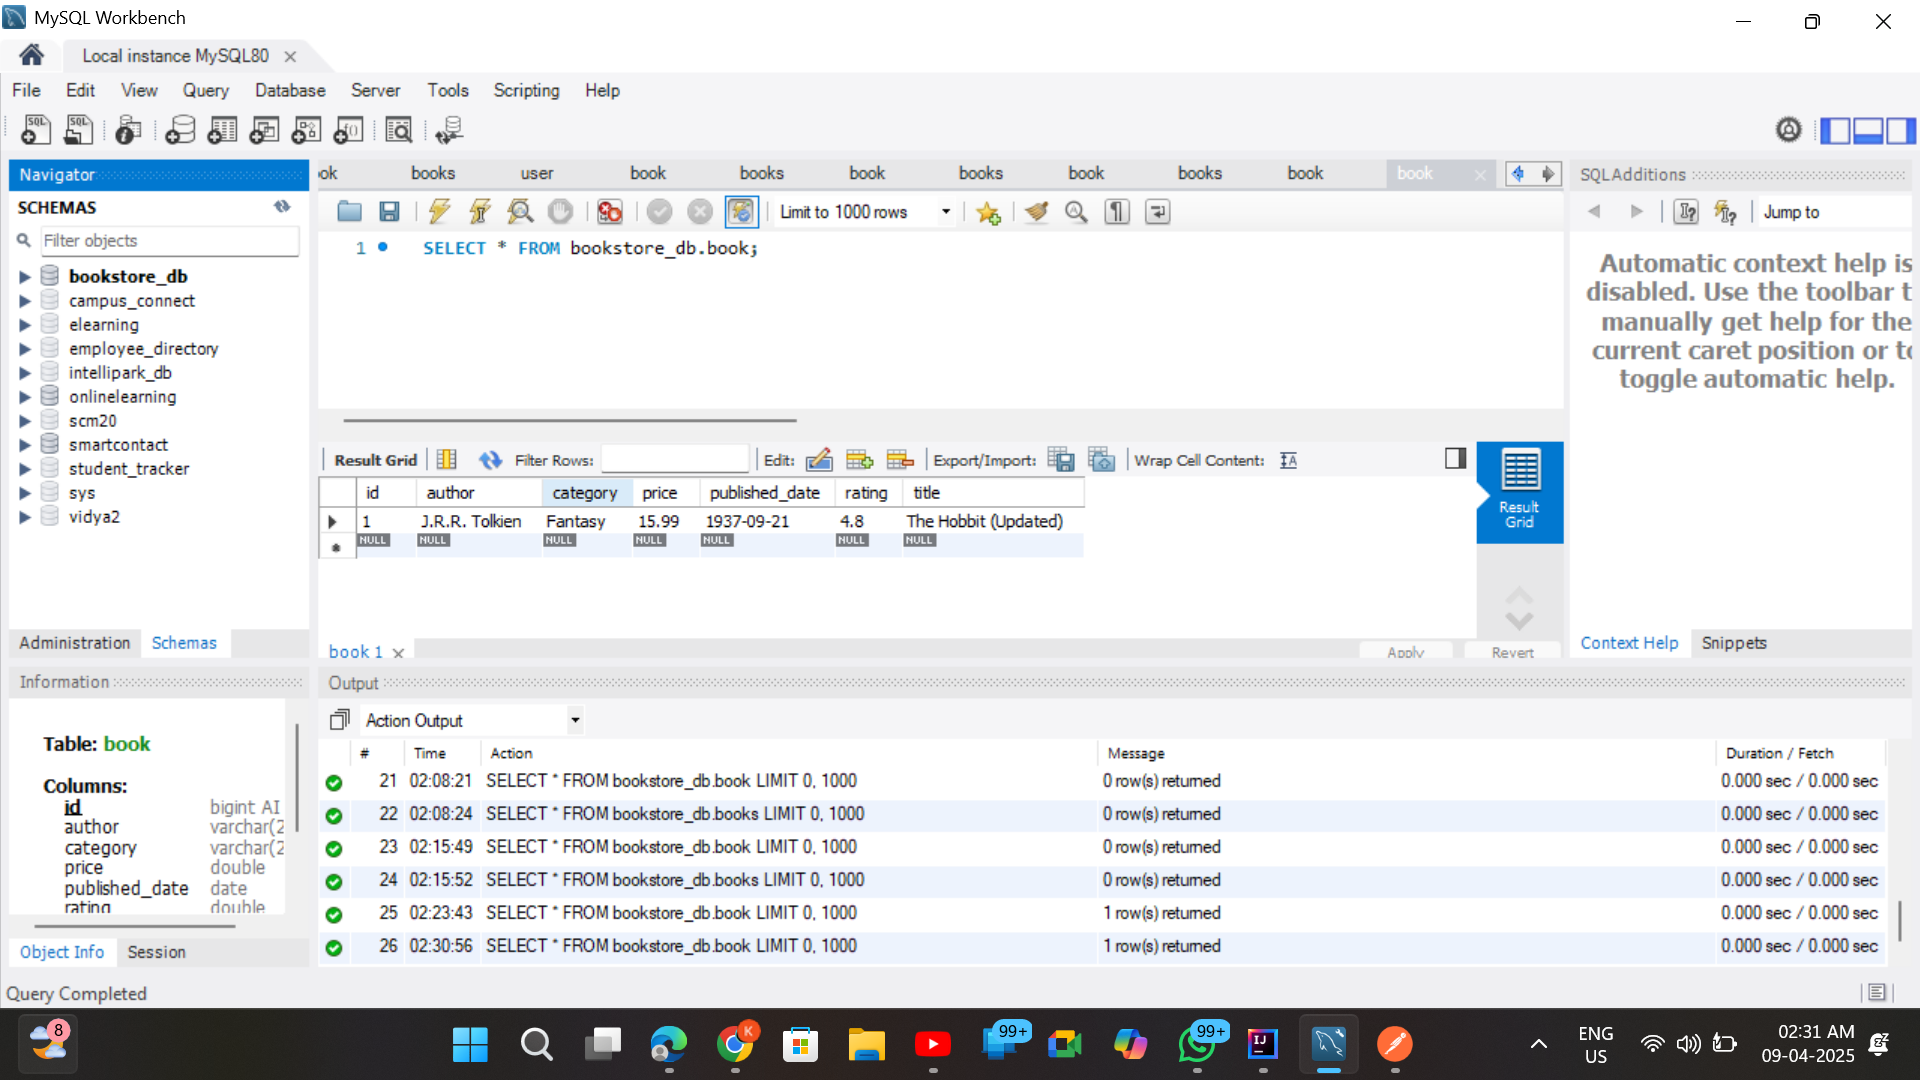 MySQL Workbench
Local instance MySQL80
File Edit View Query Database Server Tools Scripting Help
Navigator
SCHEMAS
Filter objects
bookstore_db
campus_connect
elearning
employee_directory
intellipark_db
onlinelearning
scm20
smartcontact
student_tracker
sys
vidya2
Administration Schemas
Information
Table: book
Columns:
id bigint AI
author varchar(2
category varchar(2
price double
published_date date
rating double
Object Info Session
ok books user book books book books book books book book
Limit to 1000 rows
1 SELECT * FROM bookstore_db.book;
Result Grid Filter Rows: Edit: Export/Import: Wrap Cell Content:
id author category price published_date rating title
1 J.R.R. Tolkien Fantasy 15.99 1937-09-21 4.8 The Hobbit (Updated)
NULL NULL NULL NULL NULL NULL NULL
Result
Grid
book 1
Apply Revert
SQLAdditions
Jump to
Automatic context help is
disabled. Use the toolbar t
manually get help for the
current caret position or to
toggle automatic help.
Context Help Snippets
Output
Action Output
# Time Action Message Duration / Fetch
21 02:08:21 SELECT * FROM bookstore_db.book LIMIT 0, 1000 0 row(s) returned 0.000 sec / 0.000 sec
22 02:08:24 SELECT * FROM bookstore_db.books LIMIT 0, 1000 0 row(s) returned 0.000 sec / 0.000 sec
23 02:15:49 SELECT * FROM bookstore_db.book LIMIT 0, 1000 0 row(s) returned 0.000 sec / 0.000 sec
24 02:15:52 SELECT * FROM bookstore_db.books LIMIT 0, 1000 0 row(s) returned 0.000 sec / 0.000 sec
25 02:23:43 SELECT * FROM bookstore_db.book LIMIT 0, 1000 1 row(s) returned 0.000 sec / 0.000 sec
26 02:30:56 SELECT * FROM bookstore_db.book LIMIT 0, 1000 1 row(s) returned 0.000 sec / 0.000 sec
Query Completed
8
K
99+
99+
IJ
ENG
US
02:31 AM
09-04-2025